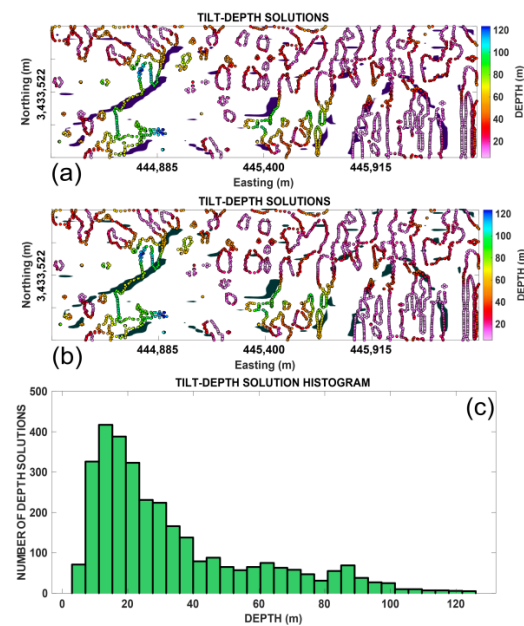 TILT-DEPTH SOLUTIONS
Northing (m)
3,433,522
(a)
444,885
445,400
445,915
Easting (m)
120
100
80
60
40
20
DEPTH (m)
TILT-DEPTH SOLUTIONS
Northing (m)
3,433,522
(b)
444,885
445,400
445,915
Easting (m)
120
100
80
60
40
20
DEPTH (m)
TILT-DEPTH SOLUTION HISTOGRAM
(c)
NUMBER OF DEPTH SOLUTIONS
500
400
300
200
100
0
0
20
40
60
80
100
120
DEPTH (m)